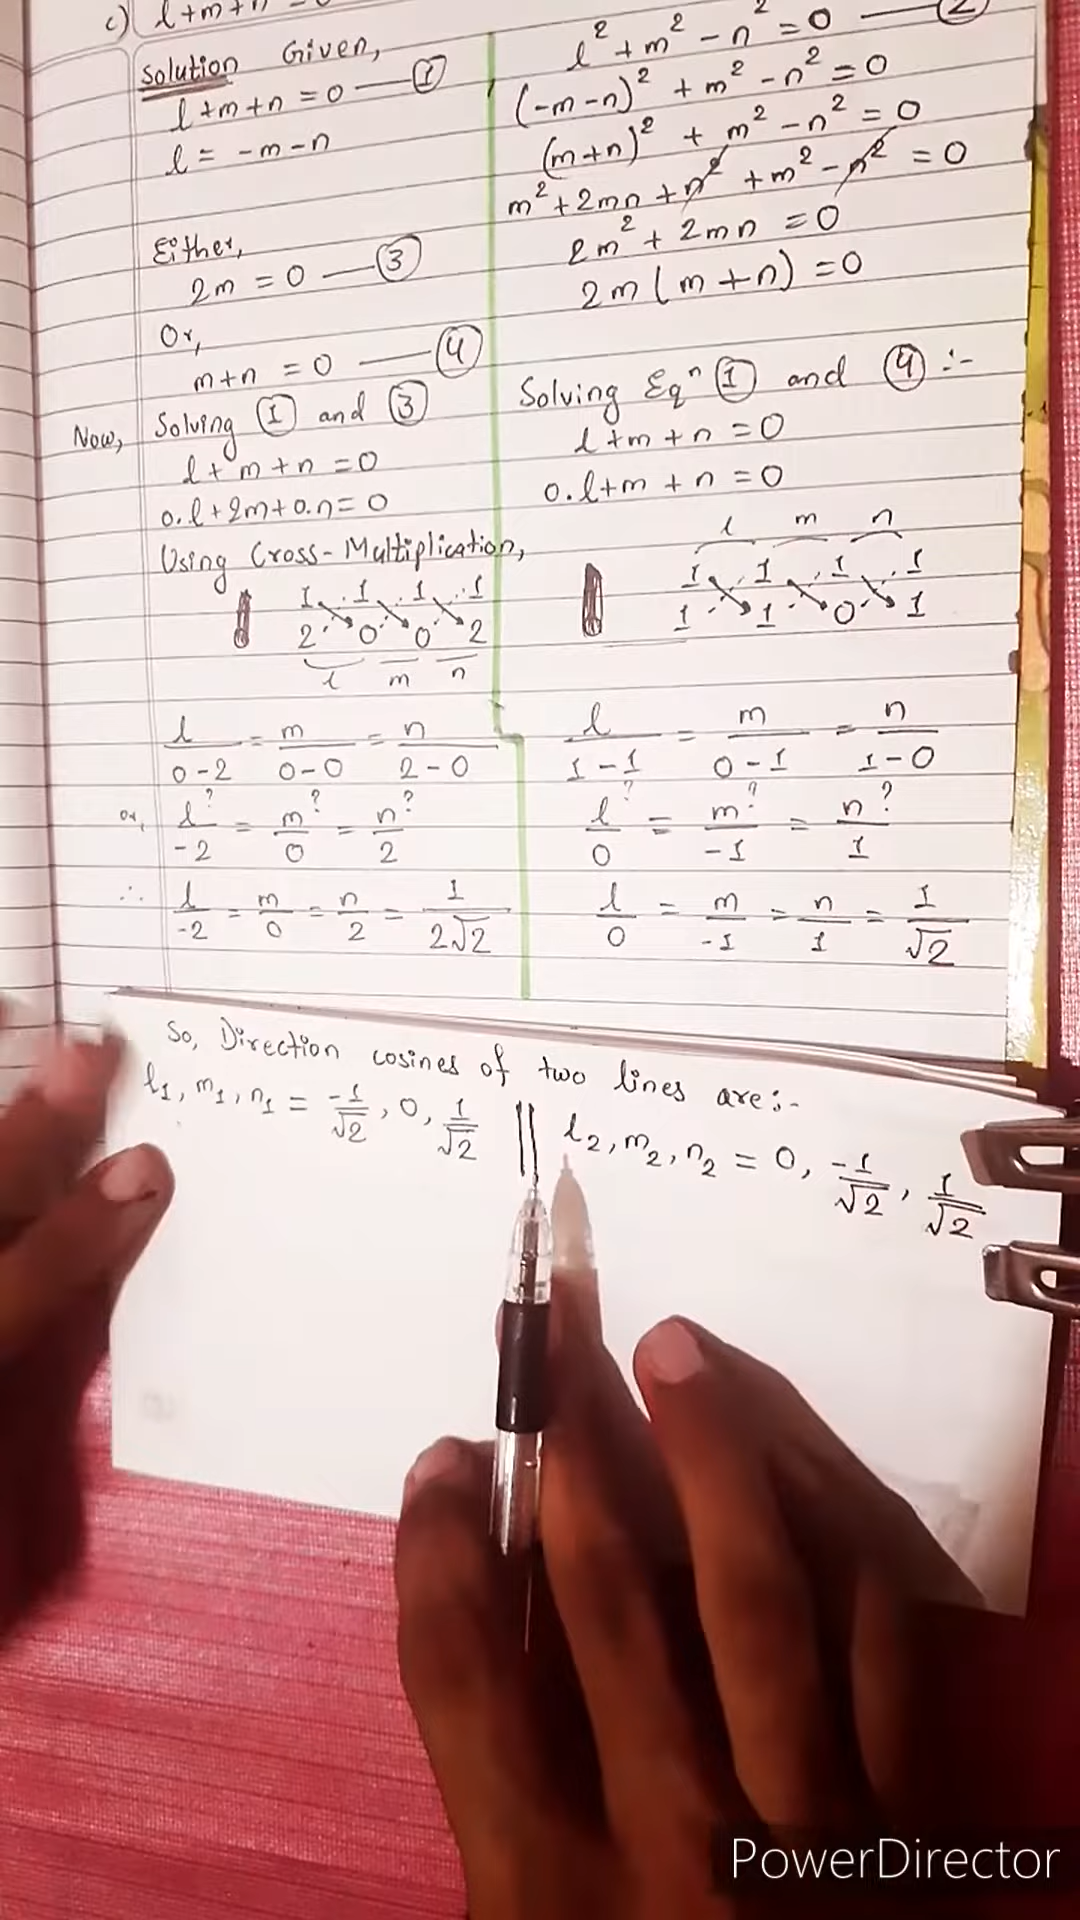 c) l+m+n
Solution Given,
l+m+n = 0 — ①
l = -m-n
l² + m² - n² = 0 — ②
(-m-n)² + m² - n² = 0
(m+n)² + m² - n² = 0
m² + 2mn + n² + m² - n² = 0
2m² + 2mn = 0
2m(m+n) = 0
Either,
2m = 0 — ③
Or,
m+n = 0 — ④
Now, Solving ① and ③
l+m+n = 0
0.l+2m+0.n = 0
Using Cross-Multiplication,
1 1 1 1
2 0 0 2
l m n
l/0-2 = m/0-0 = n/2-0
or, l?/-2 = m?/0 = n?/2
∴ l/-2 = m/0 = n/2 = 1/2√2
Solving Eqⁿ ① and ④ :-
l+m+n = 0
0.l+m+n = 0
l m n
1 1 1 1
1 1 0 1
l/1-1 = m/0-1 = n/1-0
l?/0 = m?/-1 = n?/1
l/0 = m/-1 = n/1 = 1/√2
So, Direction cosines of two lines are:-
l₁, m₁, n₁ = -1/√2, 0, 1/√2 || l₂, m₂, n₂ = 0, -1/√2, 1/√2
PowerDirector